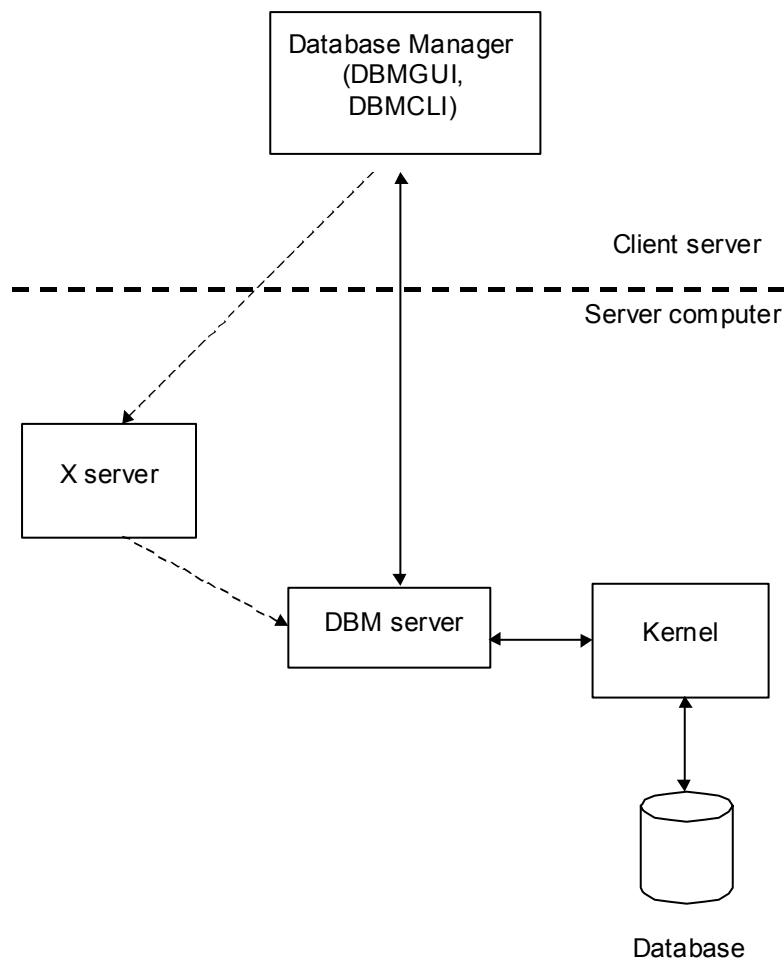 Database Manager
(DBMGUI,
DBMCLI)
Client server
Server computer
X server
DBM server
Kernel
Database